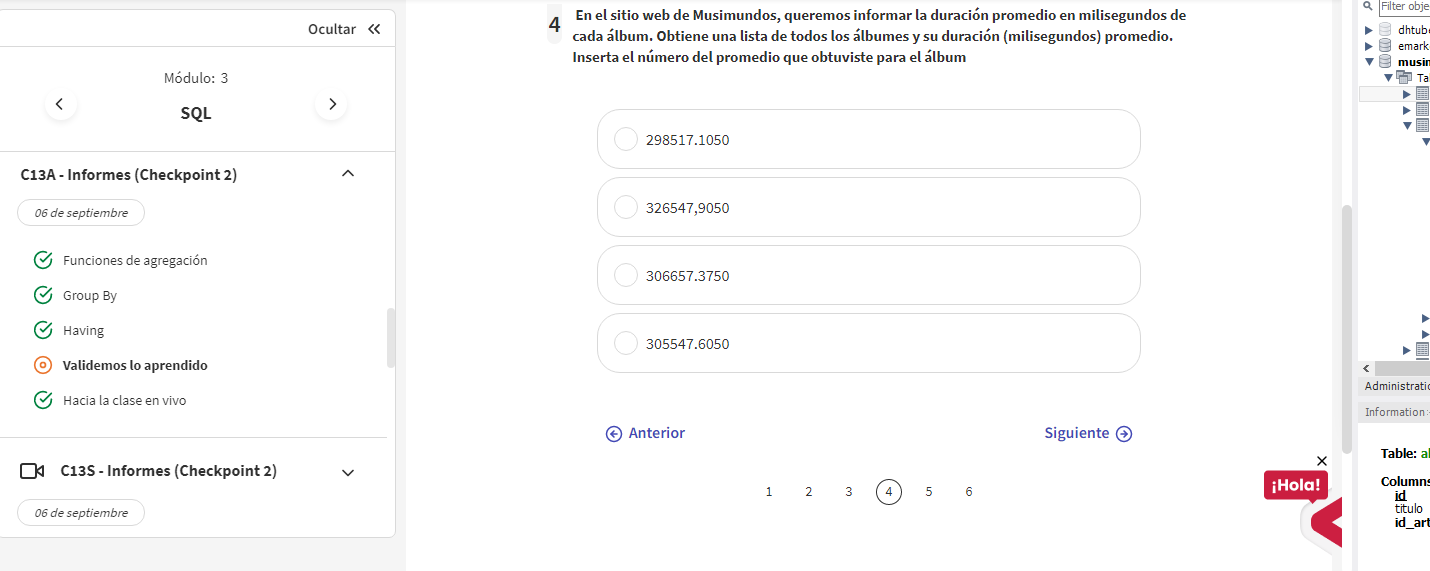 Ocultar
Módulo: 3
SQL
C13A - Informes (Checkpoint 2)
06 de septiembre
Funciones de agregación
Group By
Having
Validemos lo aprendido
Hacia la clase en vivo
C13S - Informes (Checkpoint 2)
06 de septiembre
4 En el sitio web de Musimundos, queremos informar la duración promedio en milisegundos de
cada álbum. Obtiene una lista de todos los álbumes y su duración (milisegundos) promedio.
Inserta el número del promedio que obtuviste para el álbum
298517.1050
326547,9050
306657.3750
305547.6050
Anterior
Siguiente
1 2 3 4 5 6
¡Hola!
Filter obje
dhtube
emark
musim
Ta
Administratio
Information
Table: al
Columns
id
titulo
id_art